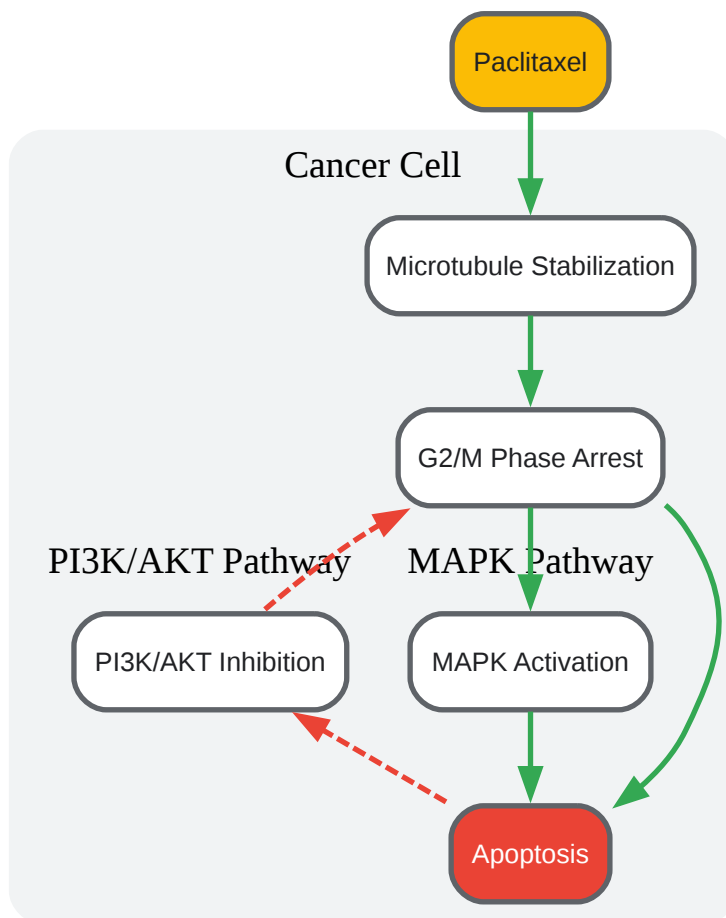 Paclitaxel
Cancer Cell
Microtubule Stabilization
G2/M Phase Arrest
PI3K/AKT Pathway
MAPK Pathway
PI3K/AKT Inhibition
MAPK Activation
Apoptosis